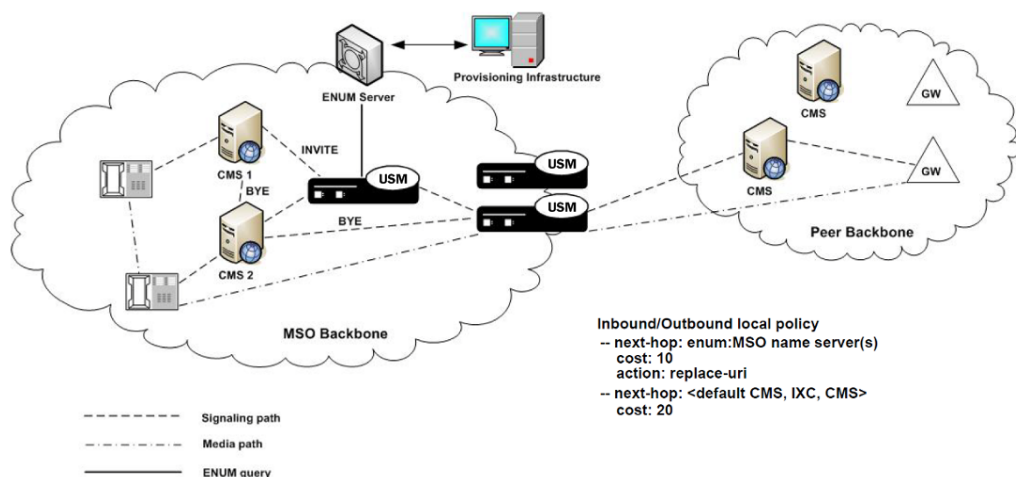 ENUM Server
Provisioning Infrastructure
CMS
GW
CMS 1
INVITE
USM
USM
BYE
USM
CMS
GW
BYE
CMS 2
Peer Backbone
MSO Backbone
Inbound/Outbound local policy
-- next-hop: enum:MSO name server(s)
cost: 10
action: replace-uri
-- next-hop: <default CMS, IXC, CMS>
cost: 20
Signaling path
Media path
ENUM query